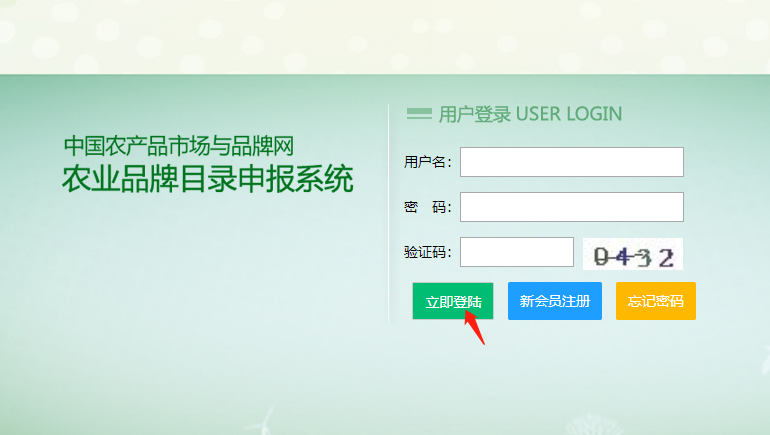 中国农产品市场与品牌网
农业品牌目录申报系统
用户登录 USER LOGIN
用户名：
密 码：
验证码：
0432
立即登陆 新会员注册 忘记密码